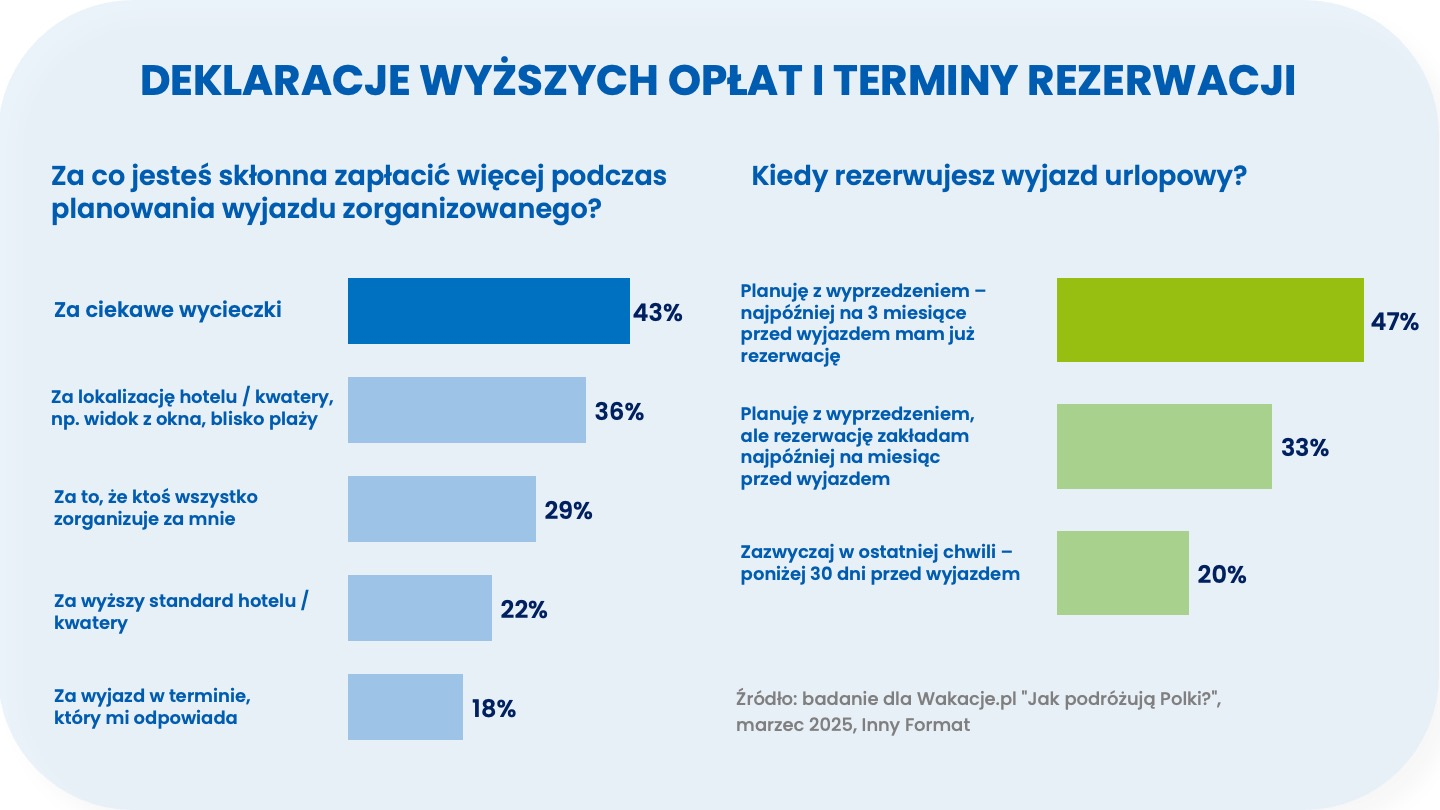 DEKLARACJE WYŻSZYCH OPŁAT I TERMINY REZERWACJI
Za co jesteś skłonna zapłacić więcej podczas
planowania wyjazdu zorganizowanego?
Za ciekawe wycieczki
43%
Za lokalizację hotelu / kwatery,
np. widok z okna, blisko plaży
36%
Za to, że ktoś wszystko
zorganizuje za mnie
29%
Za wyższy standard hotelu /
kwatery
22%
Za wyjazd w terminie,
który mi odpowiada
18%
Kiedy rezerwujesz wyjazd urlopowy?
Planuję z wyprzedzeniem –
najpóźniej na 3 miesiące
przed wyjazdem mam już
rezerwację
47%
Planuję z wyprzedzeniem,
ale rezerwację zakładam
najpóźniej na miesiąc
przed wyjazdem
33%
Zazwyczaj w ostatniej chwili –
poniżej 30 dni przed wyjazdem
20%
Źródło: badanie dla Wakacje.pl "Jak podróżują Polki?",
marzec 2025, Inny Format